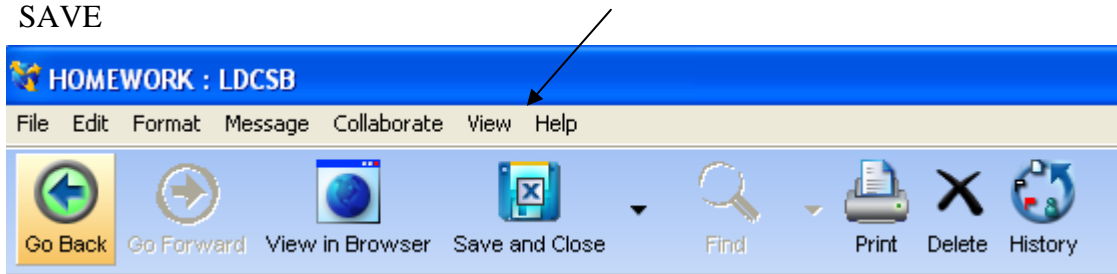 SAVE
HOMEWORK : LDCSB
File Edit Format Message Collaborate View Help
Go Back Go Forward View in Browser Save and Close Find Print Delete History